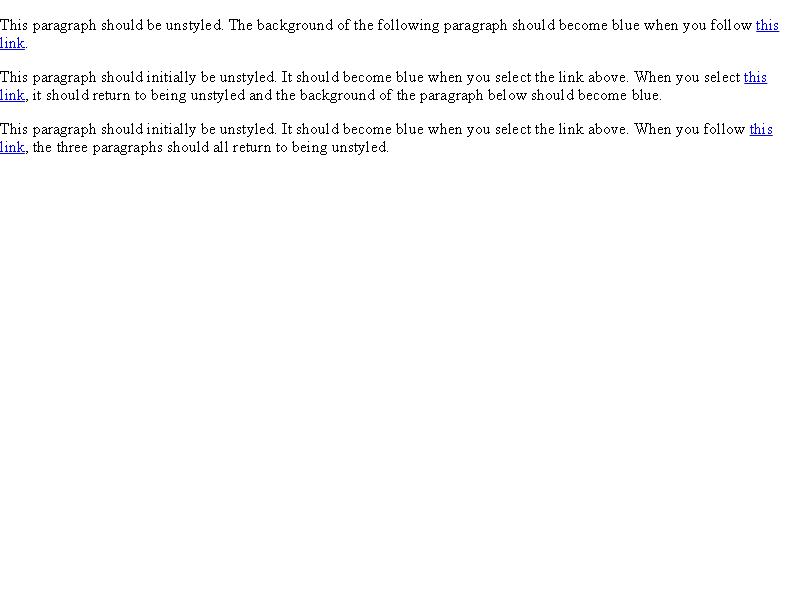 This paragraph should be unstyled. The background of the following paragraph should become blue when you follow this
link.
This paragraph should initially be unstyled. It should become blue when you select the link above. When you select this
link, it should return to being unstyled and the background of the paragraph below should become blue.
This paragraph should initially be unstyled. It should become blue when you select the link above. When you follow this
link, the three paragraphs should all return to being unstyled.